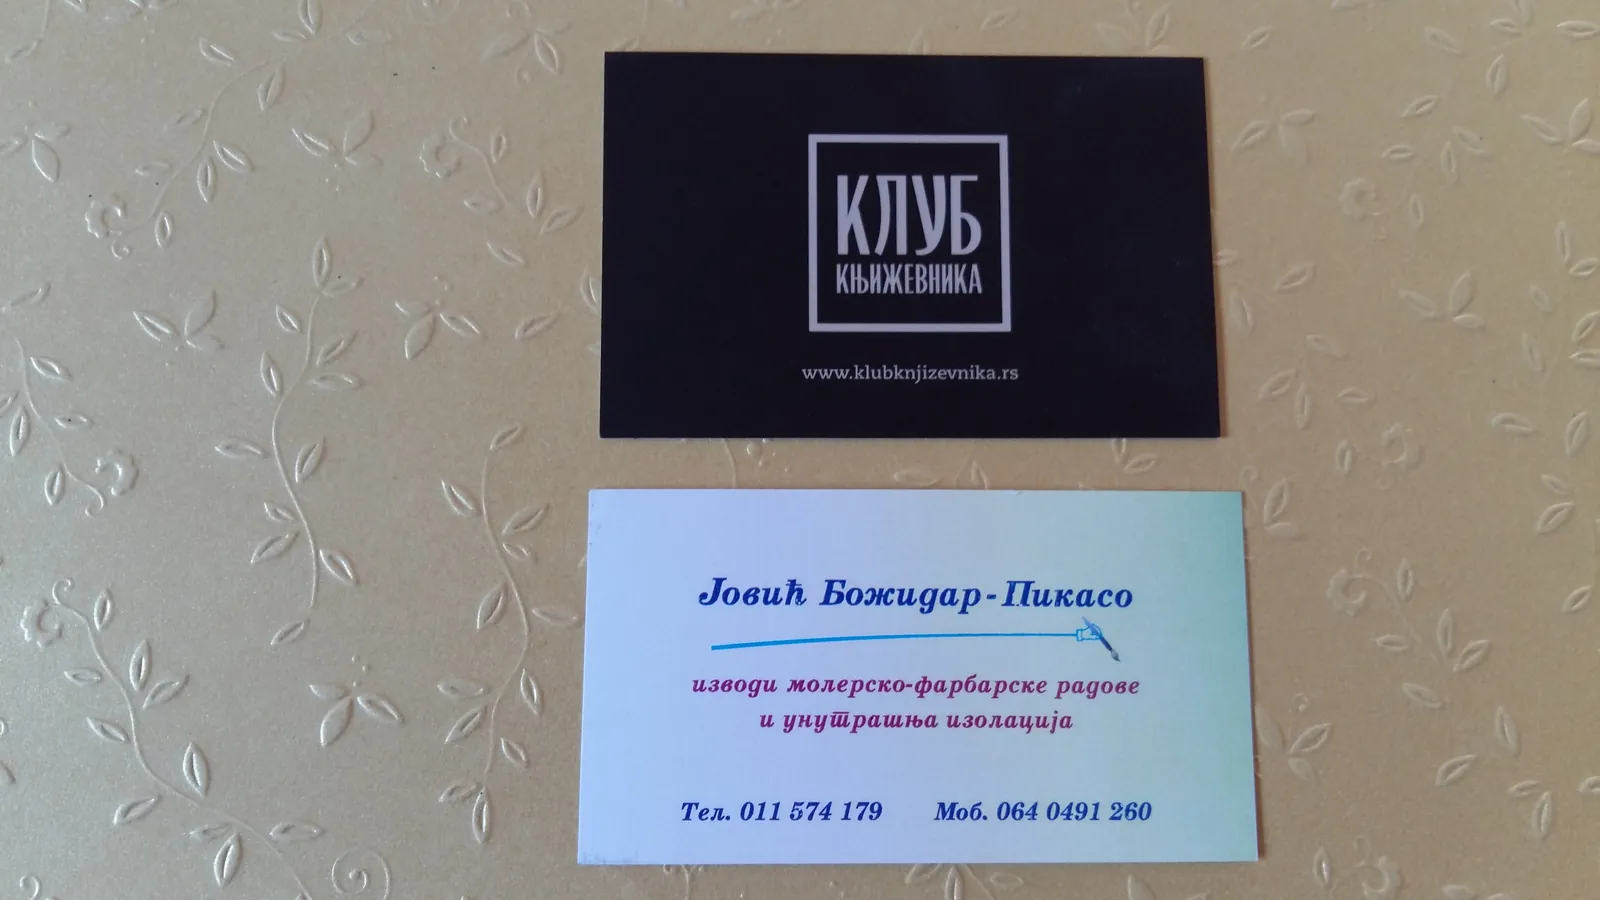 КЛУБ
КЊИЖЕВНИКА
www.klubknjizevnika.rs
Јовић Божидар-Пикасо
изводи молерско-фарбарске радове
и унутрашња изолација
Тел. 011 574 179 Моб. 064 0491 260